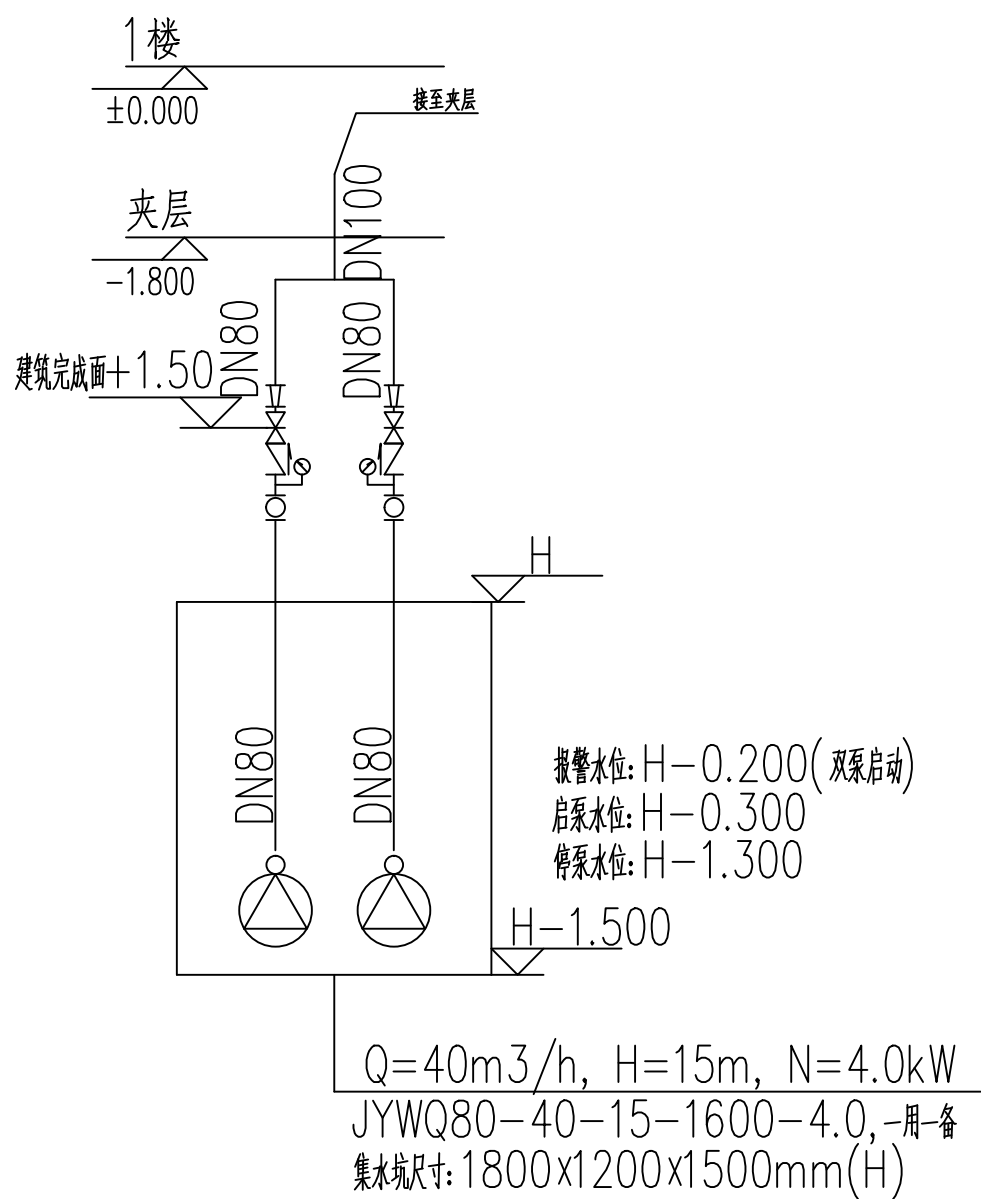 1楼
±0.000
接至夹层
DN100
夹层
-1.800
DN80
DN80
建筑完成面+1.50
H
DN80
DN80
报警水位:H-0.200(双泵启动)
启泵水位:H-0.300
停泵水位:H-1.300
H-1.500
Q=40m3/h, H=15m, N=4.0kW
JYWQ80-40-15-1600-4.0,一用一备
集水坑尺寸:1800x1200x1500mm(H)